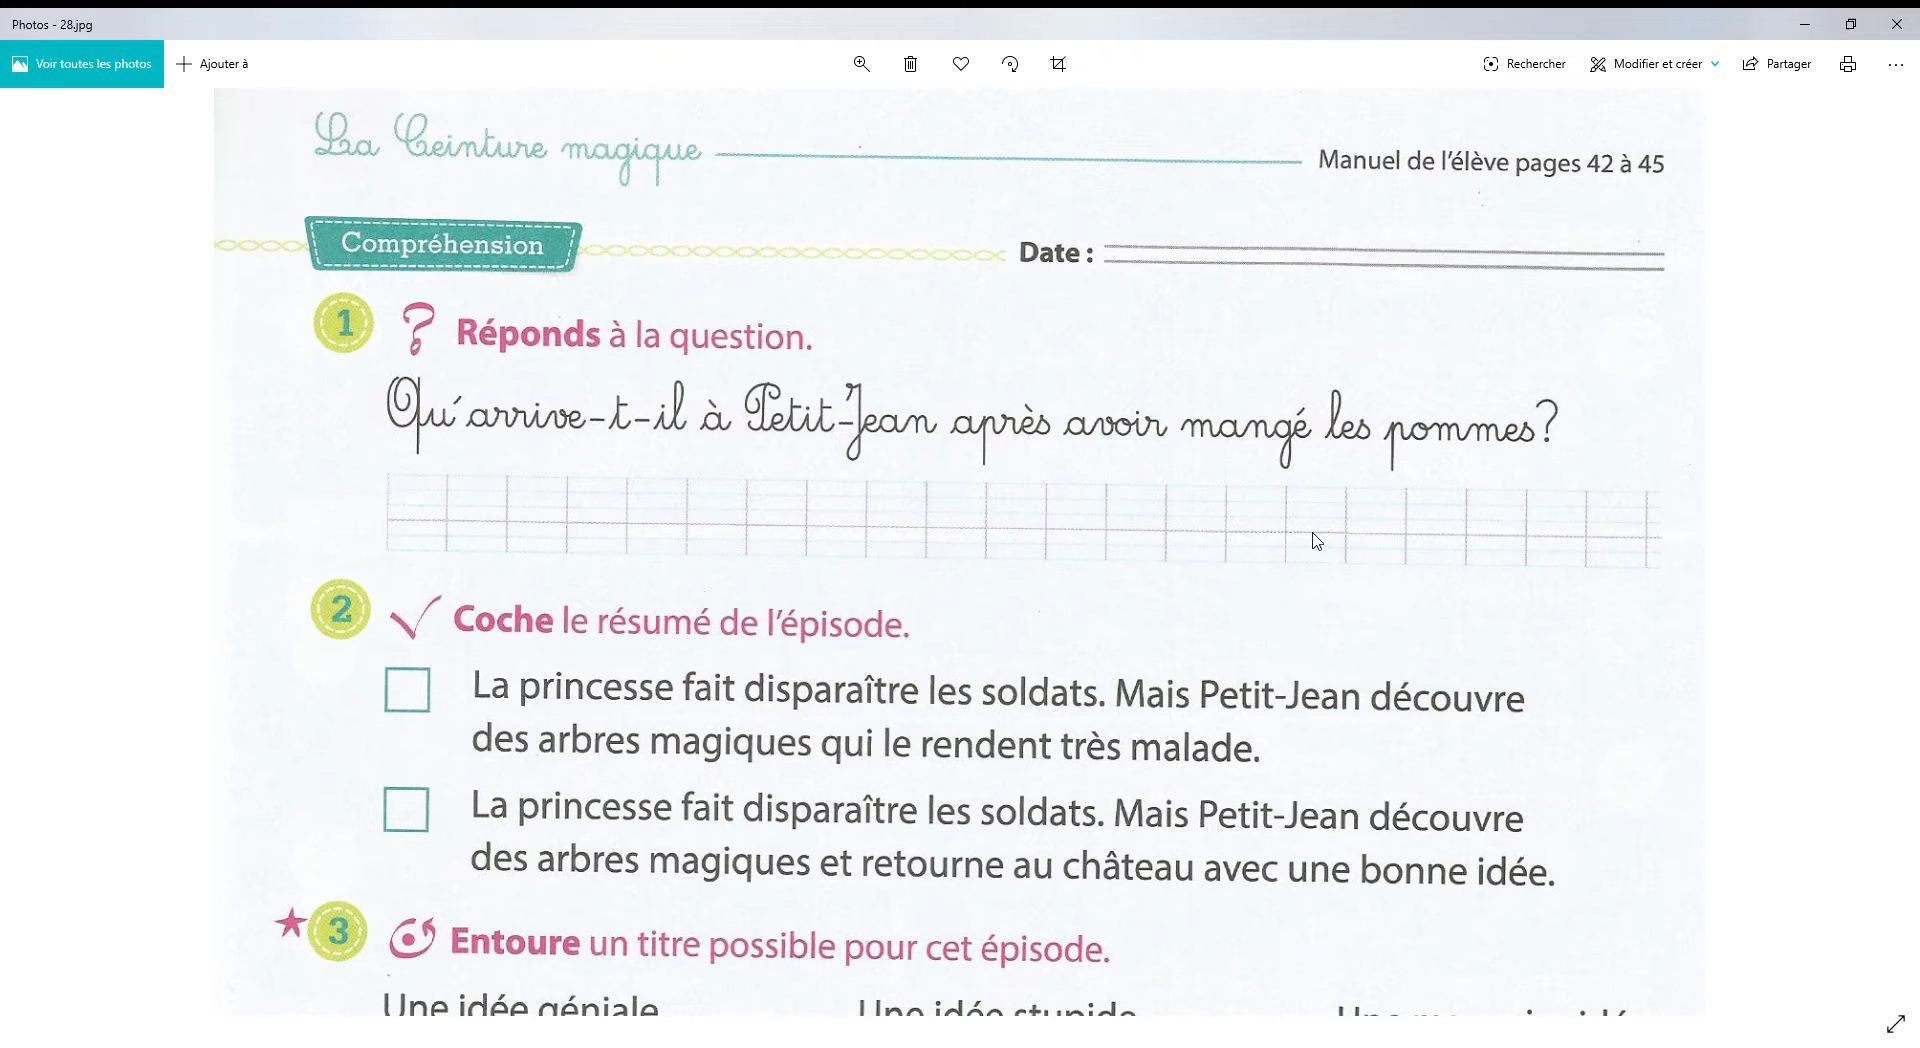 Photos - 28.jpg
Voir toutes les photos
Ajouter à
Rechercher
Modifier et créer
Partager
La Ceinture magique
Manuel de l'élève pages 42 à 45
Compréhension
Date :
1 ? Réponds à la question.
Qu'arrive-t-il à Petit-Jean après avoir mangé les pommes ?
2 Coche le résumé de l'épisode.
La princesse fait disparaître les soldats. Mais Petit-Jean découvre
des arbres magiques qui le rendent très malade.
La princesse fait disparaître les soldats. Mais Petit-Jean découvre
des arbres magiques et retourne au château avec une bonne idée.
3 Entoure un titre possible pour cet épisode.
Une idée géniale
Une idée stupide
Une